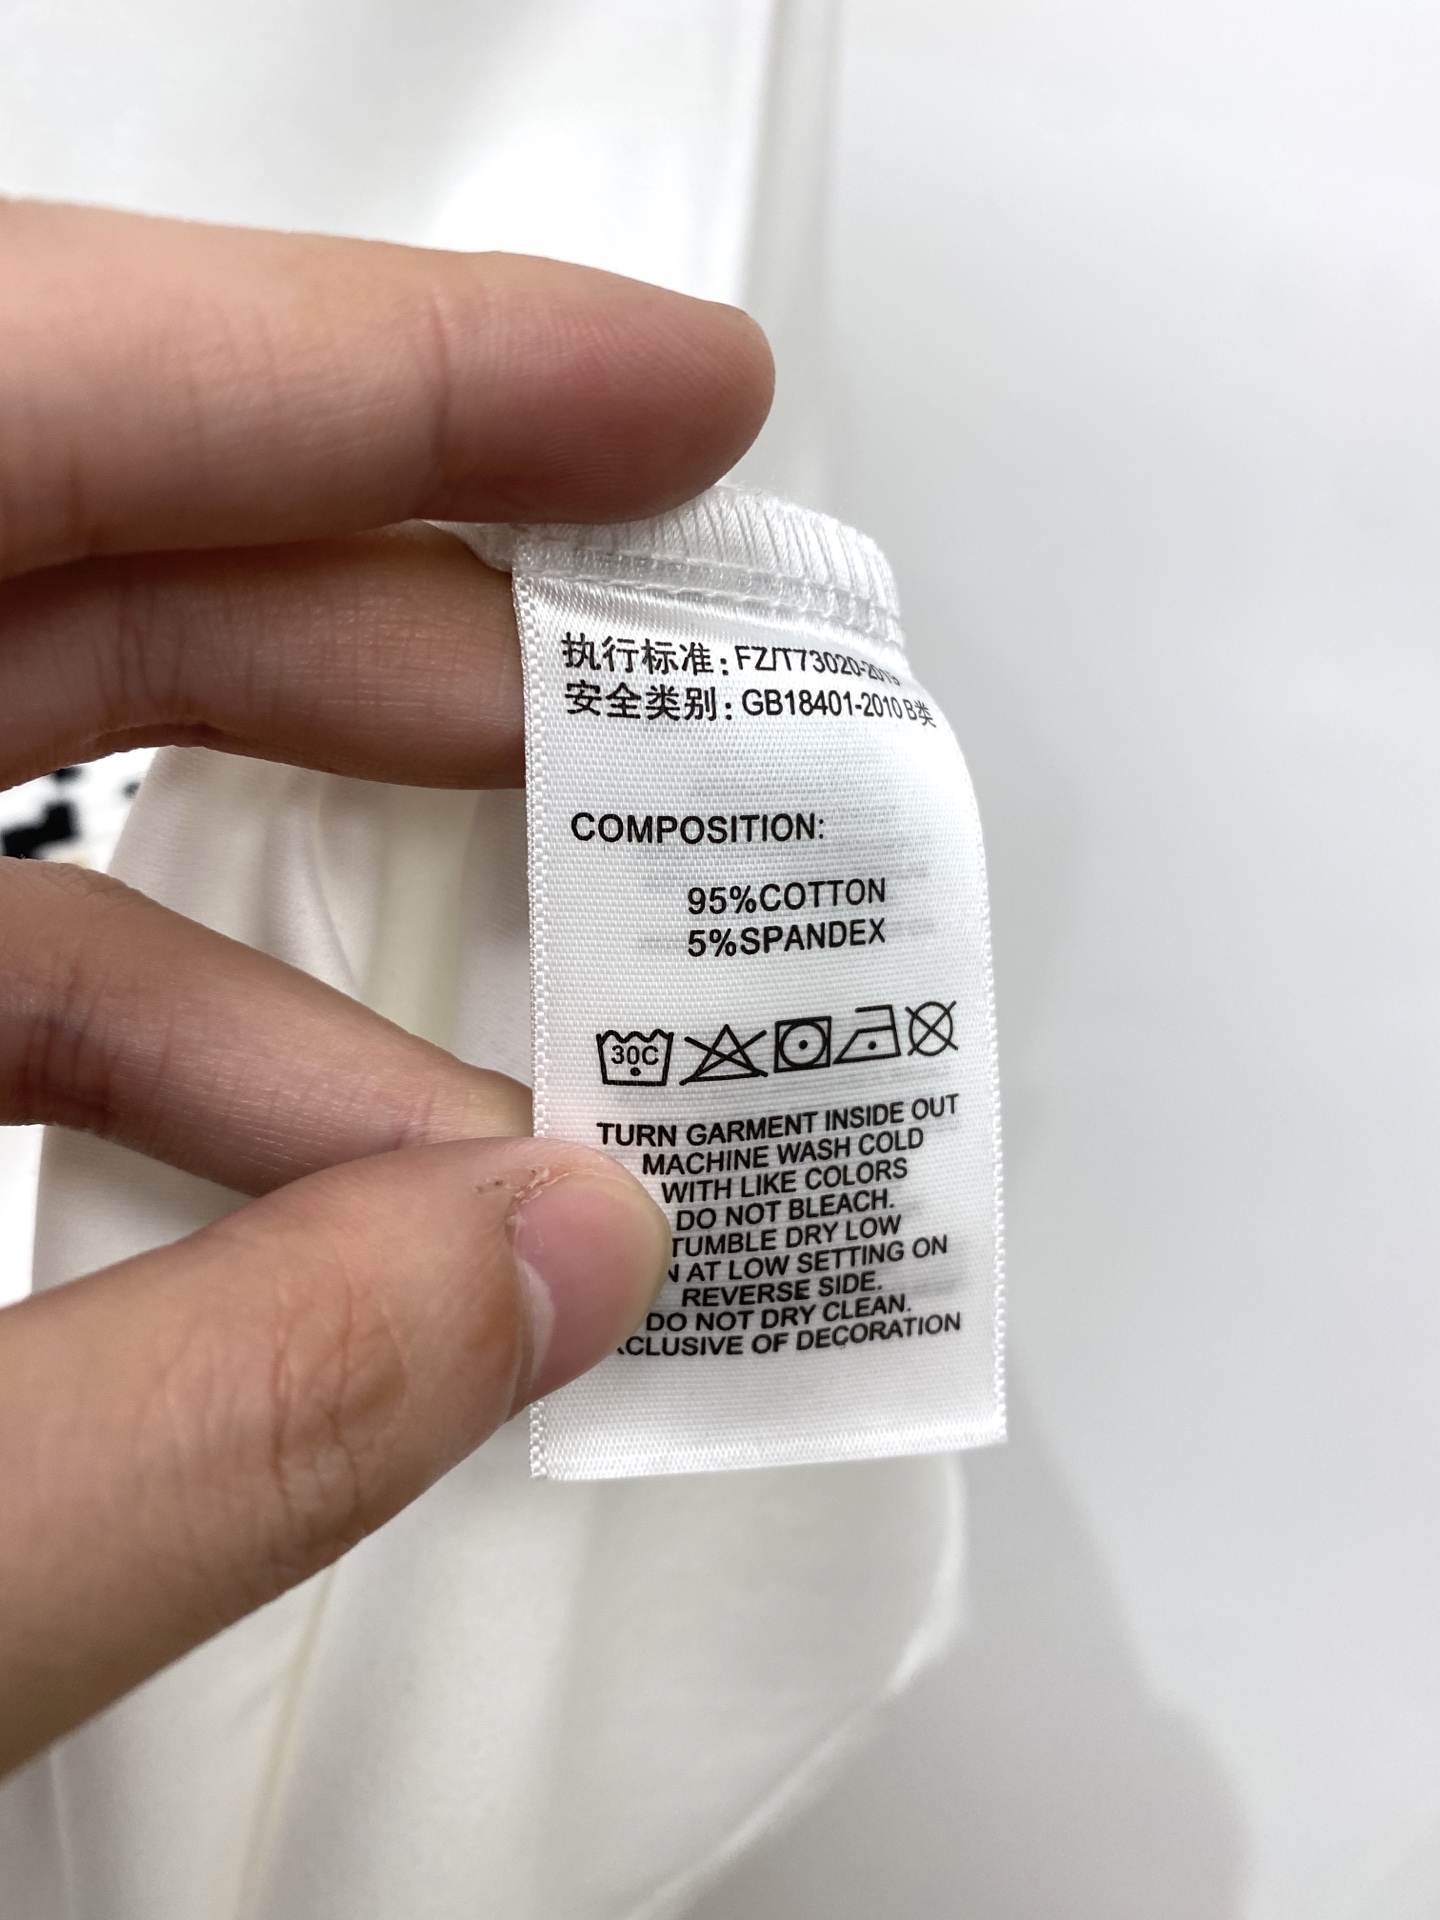 执行标准: FZ/T73020-2019
安全类别: GB18401-2010 B类
COMPOSITION:
95%COTTON
5%SPANDEX
30C
TURN GARMENT INSIDE OUT
MACHINE WASH COLD
WITH LIKE COLORS
DO NOT BLEACH.
TUMBLE DRY LOW
AT LOW SETTING ON
REVERSE SIDE.
DO NOT DRY CLEAN.
OF DECORATION